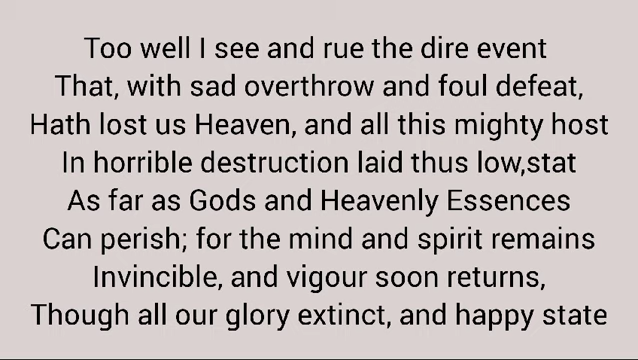 Too well I see and rue the dire event
That, with sad overthrow and foul defeat,
Hath lost us Heaven, and all this mighty host
In horrible destruction laid thus low,stat
As far as Gods and Heavenly Essences
Can perish; for the mind and spirit remains
Invincible, and vigour soon returns,
Though all our glory extinct, and happy state